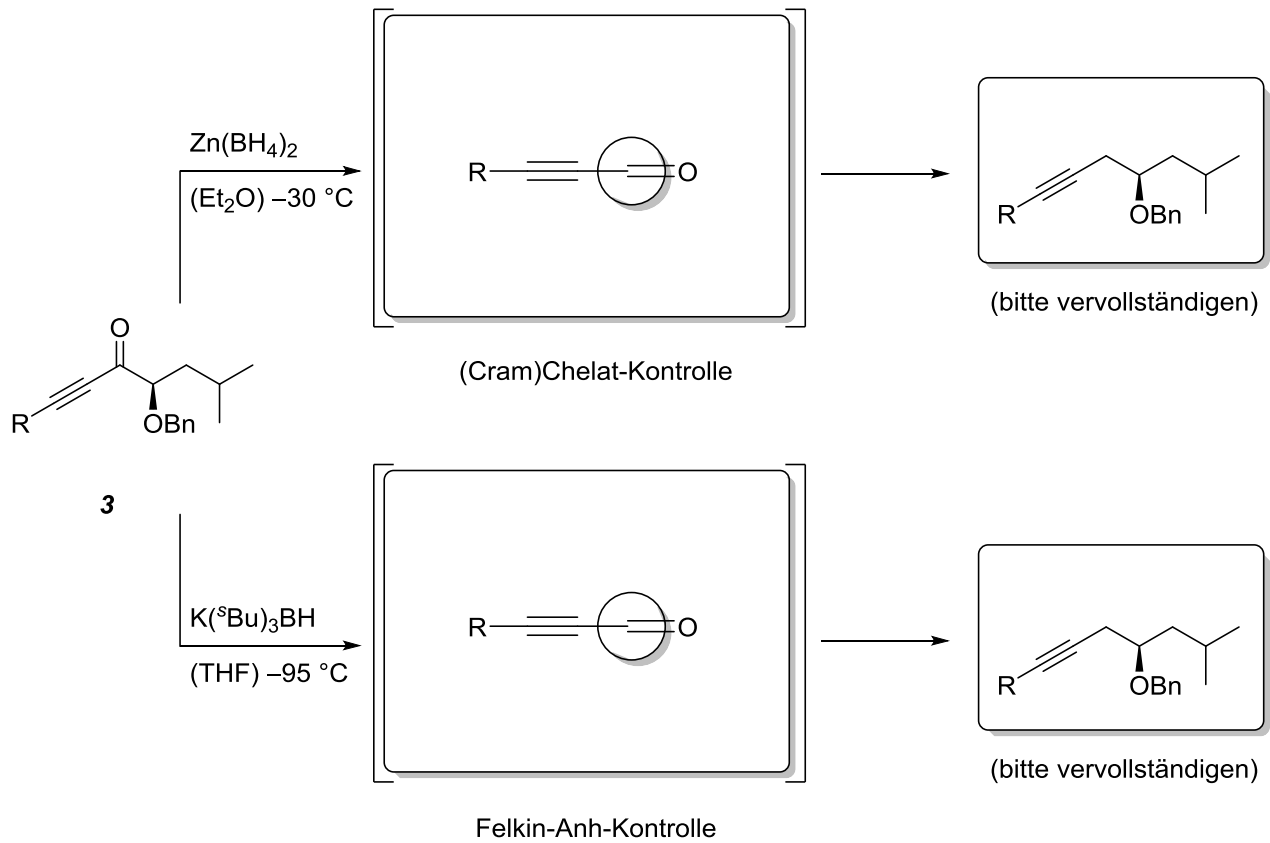 Zn(BH4)2
(Et2O) –30 °C
R
O
(Cram)Chelat-Kontrolle
R
OBn
(bitte vervollständigen)
O
R
OBn
3
K(sBu)3BH
(THF) –95 °C
R
O
Felkin-Anh-Kontrolle
R
OBn
(bitte vervollständigen)